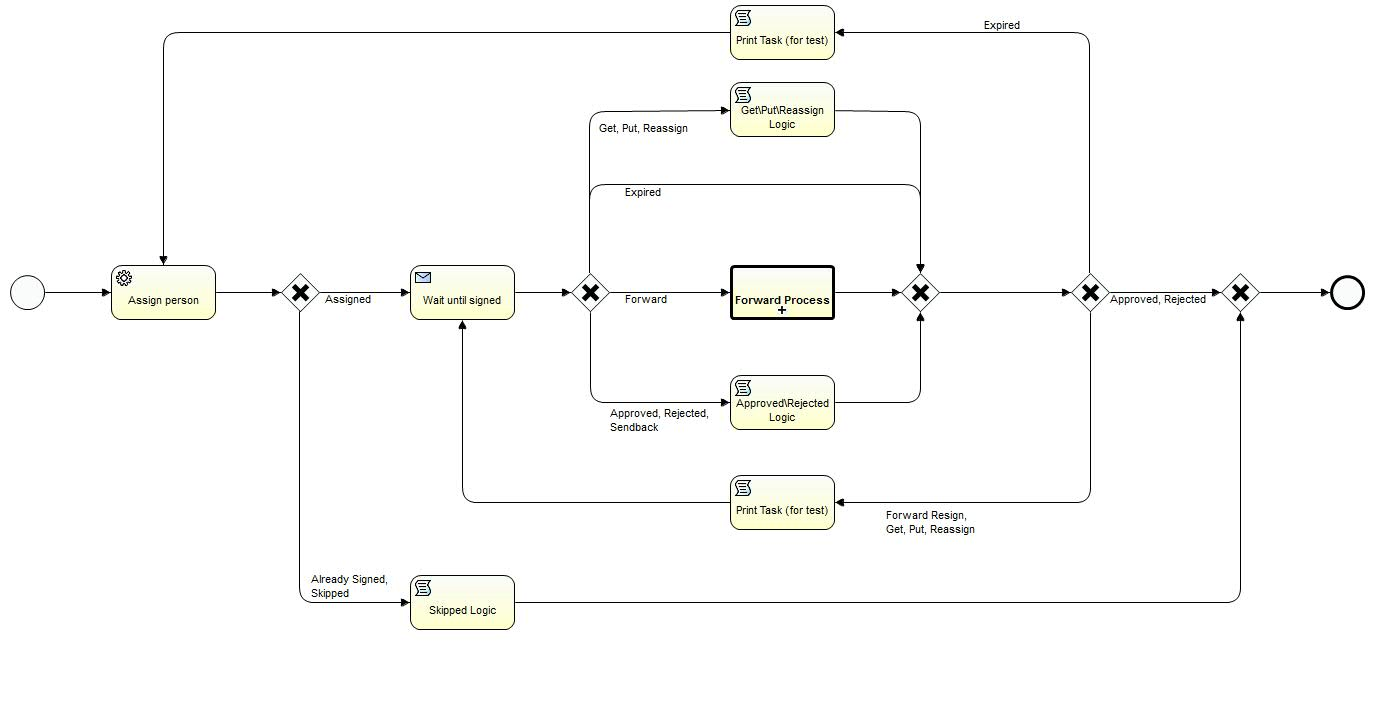 Print Task (for test)
Expired
Get\Put\Reassign
Logic
Get, Put, Reassign
Expired
Assign person
Assigned
Wait until signed
Forward
Forward Process
Approved, Rejected
Approved, Rejected,
Sendback
Approved\Rejected
Logic
Print Task (for test)
Forward Resign,
Get, Put, Reassign
Already Signed,
Skipped
Skipped Logic